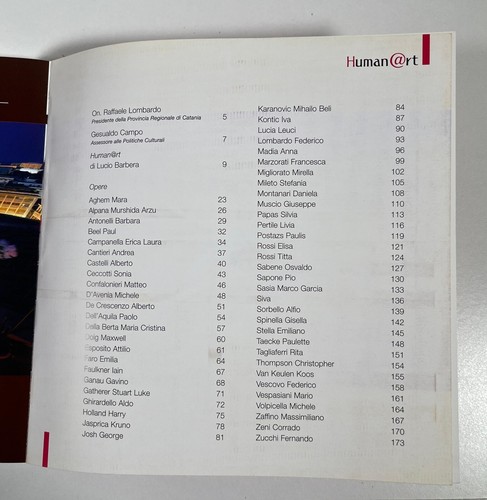 Human@rt
On. Raffaele Lombardo
Presidente della Provincia Regionale di Catania 5
Gesualdo Campo
Assessore alle Politiche Culturali 7
Human@rt
di Lucio Barbera 9
Opere
Aghem Mara 23
Alpana Murshida Arzu 26
Antonelli Barbara 29
Beel Paul 32
Campanella Erica Laura 34
Cantieri Andrea 37
Castelli Alberto 40
Ceccotti Sonia 43
Confalonieri Matteo 46
D'Avenia Michele 48
De Crescenzo Alberto 51
Dell'Aquila Paolo 54
Della Berta Maria Cristina 57
Doig Maxwell 60
Esposito Attilio 61
Faro Emilia 64
Faulkner Iain 67
Ganau Gavino 68
Gatherer Stuart Luke 71
Ghirardello Aldo 72
Holland Harry 75
Jasprica Kruno 78
Josh George 81
Karanovic Mihailo Beli 84
Kontic Iva 87
Lucia Leuci 90
Lombardo Federico 93
Madia Anna 96
Marzorati Francesca 99
Migliorato Mirella 102
Mileto Stefania 105
Montanari Daniela 108
Muscio Giuseppe 110
Papas Silvia 113
Pertile Livia 116
Postazs Paulis 119
Rossi Elisa 121
Rossi Titta 124
Sabene Osvaldo 127
Sapone Pio 130
Sasia Marco Garcia 133
Siva 136
Sorbello Alfio 139
Spinella Gisella 142
Stella Emiliano 145
Taecke Paulette 148
Tagliaferri Rita 151
Thompson Christopher 154
Van Keulen Koos 155
Vescovo Federico 158
Vespasiani Mario 161
Volpicella Michele 164
Zaffino Massimiliano 167
Zeni Corrado 170
Zucchi Fernando 173